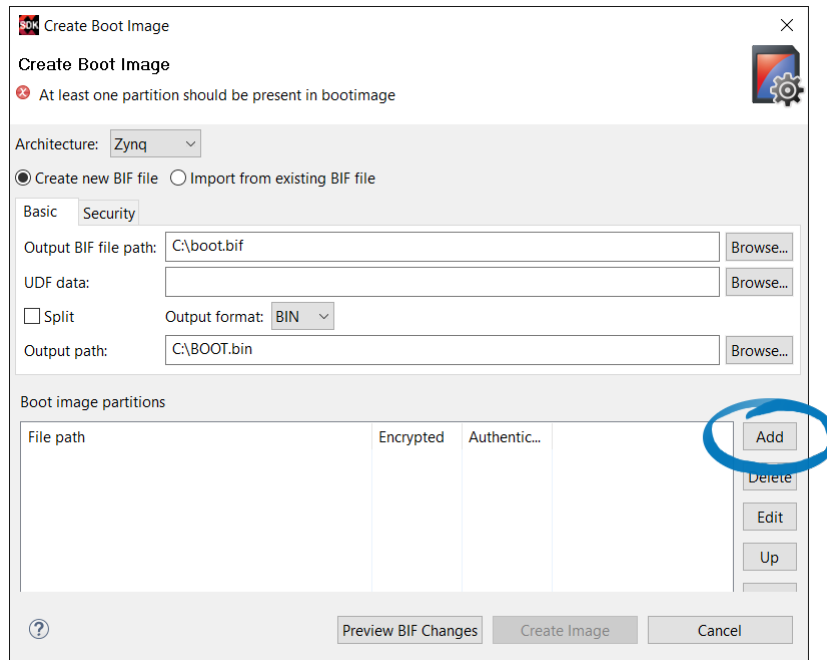 SDK Create Boot Image
Create Boot Image
At least one partition should be present in bootimage
Architecture: Zynq
Create new BIF file Import from existing BIF file
Basic Security
Output BIF file path: C:\boot.bif Browse...
UDF data: Browse...
Split Output format: BIN
Output path: C:\BOOT.bin Browse...
Boot image partitions
File path Encrypted Authentic... Add
Delete
Edit
Up
? Preview BIF Changes Create Image Cancel